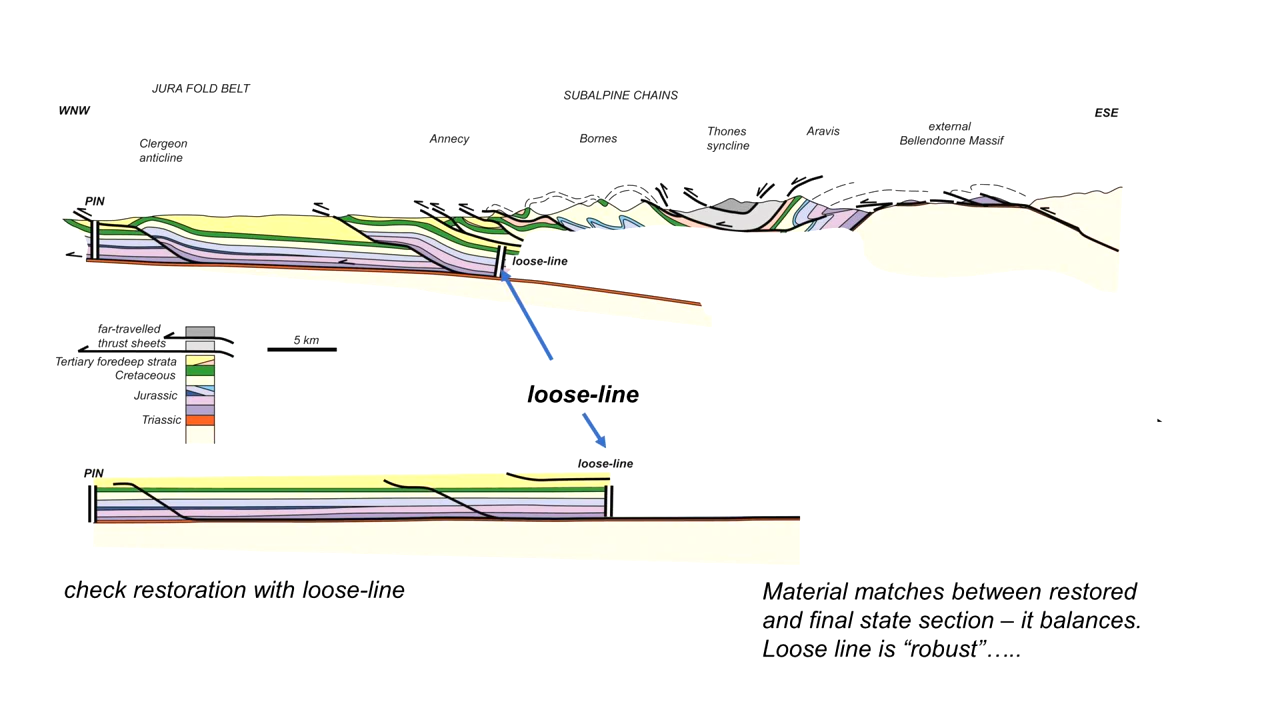 JURA FOLD BELT
SUBALPINE CHAINS
WNW
ESE
Clergeon
anticline
Annecy
Bornes
Thones
syncline
Aravis
external
Bellendonne Massif
PIN
loose-line
far-travelled
thrust sheets
Tertiary foredeep strata
Cretaceous
Jurassic
Triassic
5 km
loose-line
PIN
loose-line
check restoration with loose-line
Material matches between restored
and final state section – it balances.
Loose line is “robust”…..